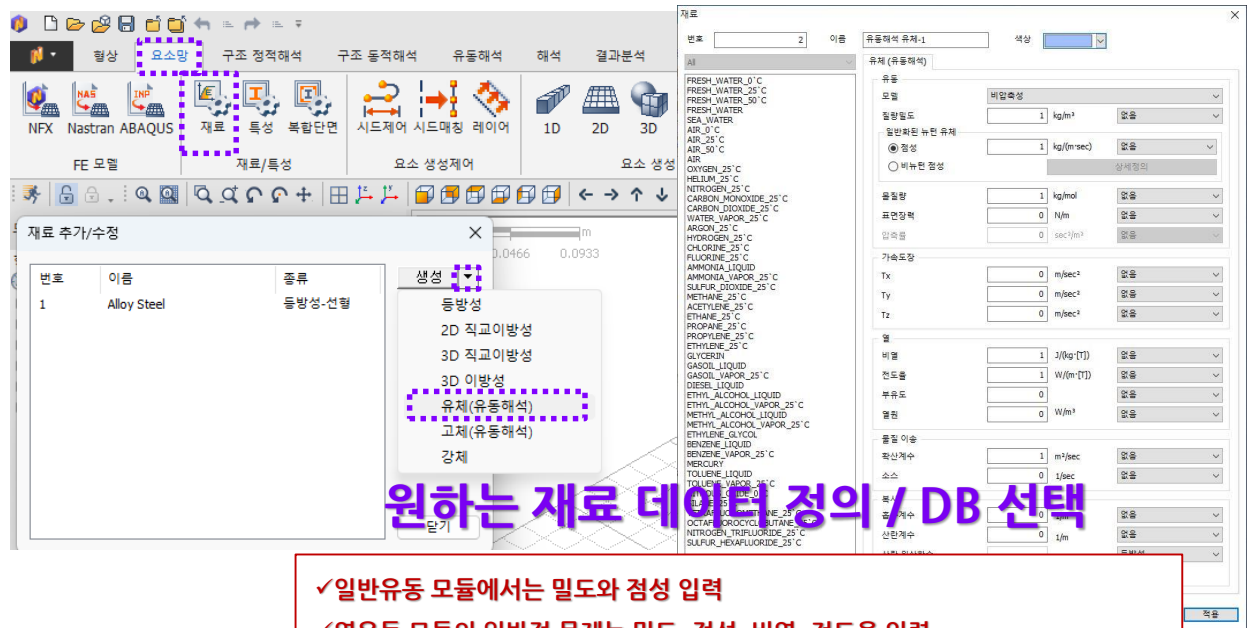 형상 요소망 구조 정적해석 구조 동적해석 유동해석 해석 결과분석
NAS INP
NFX Nastran ABAQUS 재료 특성 복합단면 시드제어 시드매칭 레이어 1D 2D 3D
FE 모델 재료/특성 요소 생성제어 요소 생성
m
0.0466 0.0933
재료 추가/수정
번호 이름 종류
1 Alloy Steel 등방성-선형
생성
등방성
2D 직교이방성
3D 직교이방성
3D 이방성
유체(유동해석)
고체(유동해석)
강체
닫기
재료
번호 2 이름 유동해석 유체-1 색상
All
FRESH_WATER_0`C
FRESH_WATER_25`C
FRESH_WATER_50`C
FRESH_WATER
SEA_WATER
AIR_0`C
AIR_25`C
AIR_50`C
AIR
OXYGEN_25`C
HELIUM_25`C
NITROGEN_25`C
CARBON_MONOXIDE_25`C
CARBON_DIOXIDE_25`C
WATER_VAPOR_25`C
ARGON_25`C
HYDROGEN_25`C
CHLORINE_25`C
FLUORINE_25`C
AMMONIA_LIQUID
AMMONIA_VAPOR_25`C
SULFUR_DIOXIDE_25`C
METHANE_25`C
ACETYLENE_25`C
ETHANE_25`C
PROPANE_25`C
PROPYLENE_25`C
ETHYLENE_25`C
GLYCERIN
GASOIL_LIQUID
GASOIL_VAPOR_25`C
DIESEL_LIQUID
ETHYL_ALCOHOL_LIQUID
ETHYL_ALCOHOL_VAPOR_25`C
METHYL_ALCOHOL_LIQUID
METHYL_ALCOHOL_VAPOR_25`C
ETHYLENE_GLYCOL
BENZENE_LIQUID
BENZENE_VAPOR_25`C
MERCURY
TOLUENE_LIQUID
TOLUENE_VAPOR_25`C
NITROGEN_TRIFLUORIDE_25`C
SULFUR_HEXAFLUORIDE_25`C
유체 (유동해석)
유동
모델 비압축성
질량밀도 1 kg/m³ 없음
일반화된 뉴턴 유체
점성 1 kg/(m·sec) 없음
비뉴턴 점성 상세정의
몰질량 1 kg/mol 없음
표면장력 0 N/m 없음
압축률 0 sec²/m² 없음
가속도장
Tx 0 m/sec² 없음
Ty 0 m/sec² 없음
Tz 0 m/sec² 없음
열
비열 1 J/(kg·[T]) 없음
전도율 1 W/(m·[T]) 없음
부유도 0 없음
열원 0 W/m³ 없음
물질 이송
확산계수 1 m²/sec 없음
소스 0 1/sec 없음
0 1/m 없음
산란계수 0 1/m 없음
적용
원하는 재료 데이터 정의 / DB 선택
✓일반유동 모듈에서는 밀도와 점성 입력